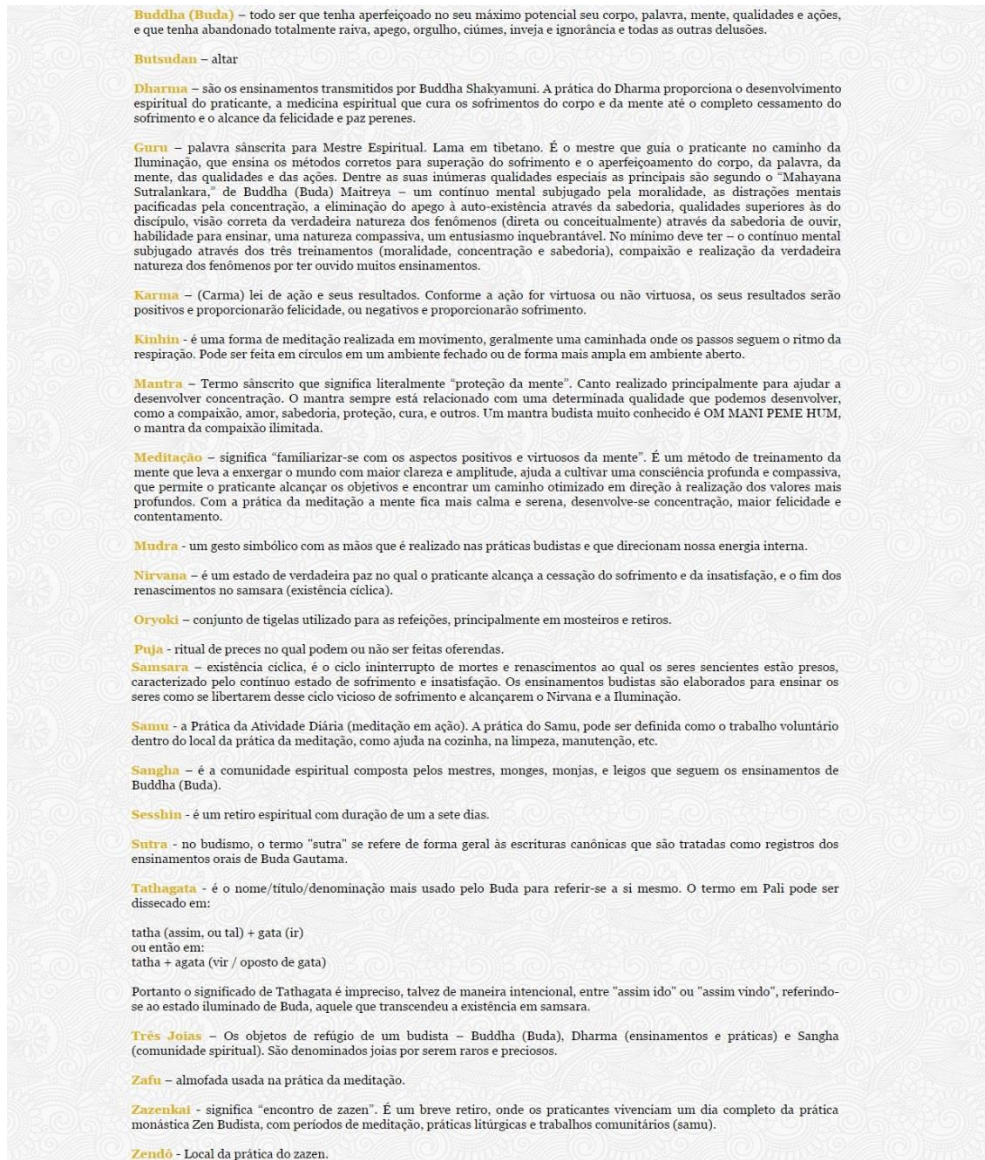 Buddha (Buda) – todo ser que tenha aperfeiçoado no seu máximo potencial seu corpo, palavra, mente, qualidades e ações,
e que tenha abandonado totalmente raiva, apego, orgulho, ciúmes, inveja e ignorância e todas as outras delusões.
Butsudan – altar
Dharma – são os ensinamentos transmitidos por Buddha Shakyamuni. A prática do Dharma proporciona o desenvolvimento
espiritual do praticante, a medicina espiritual que cura os sofrimentos do corpo e da mente até o completo cessamento do
sofrimento e o alcance da felicidade e paz perenes.
Guru – palavra sânscrita para Mestre Espiritual. Lama em tibetano. É o mestre que guia o praticante no caminho da
Iluminação, que ensina os métodos corretos para superação do sofrimento e o aperfeiçoamento do corpo, da palavra, da
mente, das qualidades e das ações. Dentre as suas inúmeras qualidades especiais as principais são segundo o “Mahayana
Sutralankara,” de Buddha (Buda) Maitreya – um contínuo mental subjugado pela moralidade, as distrações mentais
pacificadas pela concentração, a eliminação do apego à auto-existência através da sabedoria, qualidades superiores às do
discípulo, visão correta da verdadeira natureza dos fenômenos (direta ou conceitualmente) através da sabedoria de ouvir,
habilidade para ensinar, uma natureza compassiva, um entusiasmo inquebrantável. No mínimo deve ter – o contínuo mental
subjugado através dos três treinamentos (moralidade, concentração e sabedoria), compaixão e realização da verdadeira
natureza dos fenômenos por ter ouvido muitos ensinamentos.
Karma – (Carma) lei de ação e seus resultados. Conforme a ação for virtuosa ou não virtuosa, os seus resultados serão
positivos e proporcionarão felicidade, ou negativos e proporcionarão sofrimento.
Kinhin - é uma forma de meditação realizada em movimento, geralmente uma caminhada onde os passos seguem o ritmo da
respiração. Pode ser feita em círculos em um ambiente fechado ou de forma mais ampla em ambiente aberto.
Mantra – Termo sânscrito que significa literalmente “proteção da mente”. Canto realizado principalmente para ajudar a
desenvolver concentração. O mantra sempre está relacionado com uma determinada qualidade que podemos desenvolver,
como a compaixão, amor, sabedoria, proteção, cura, e outros. Um mantra budista muito conhecido é OM MANI PEME HUM,
o mantra da compaixão ilimitada.
Meditação – significa “familiarizar-se com os aspectos positivos e virtuosos da mente”. É um método de treinamento da
mente que leva a enxergar o mundo com maior clareza e amplitude, ajuda a cultivar uma consciência profunda e compassiva,
que permite o praticante alcançar os objetivos e encontrar um caminho otimizado em direção à realização dos valores mais
profundos. Com a prática da meditação a mente fica mais calma e serena, desenvolve-se concentração, maior felicidade e
contentamento.
Mudra - um gesto simbólico com as mãos que é realizado nas práticas budistas e que direcionam nossa energia interna.
Nirvana – é um estado de verdadeira paz no qual o praticante alcança a cessação do sofrimento e da insatisfação, e o fim dos
renascimentos no samsara (existência cíclica).
Oryoki – conjunto de tigelas utilizado para as refeições, principalmente em mosteiros e retiros.
Puja - ritual de preces no qual podem ou não ser feitas oferendas.
Samsara – existência cíclica, é o ciclo ininterrupto de mortes e renascimentos ao qual os seres sencientes estão presos,
caracterizado pelo contínuo estado de sofrimento e insatisfação. Os ensinamentos budistas são elaborados para ensinar os
seres como se libertarem desse ciclo vicioso de sofrimento e alcançarem o Nirvana e a Iluminação.
Samu - a Prática da Atividade Diária (meditação em ação). A prática do Samu, pode ser definida como o trabalho voluntário
dentro do local da prática da meditação, como ajuda na cozinha, na limpeza, manutenção, etc.
Sangha – é a comunidade espiritual composta pelos mestres, monges, monjas, e leigos que seguem os ensinamentos de
Buddha (Buda).
Sesshin - é um retiro espiritual com duração de um a sete dias.
Sutra - no budismo, o termo "sutra" se refere de forma geral às escrituras canônicas que são tratadas como registros dos
ensinamentos orais de Buda Gautama.
Tathagata - é o nome/título/denominação mais usado pelo Buda para referir-se a si mesmo. O termo em Pali pode ser
dissecado em:
tatha (assim, ou tal) + gata (ir)
ou então em:
tatha + agata (vir / oposto de gata)
Portanto o significado de Tathagata é impreciso, talvez de maneira intencional, entre "assim ido" ou "assim vindo", referindo-
se ao estado iluminado de Buda, aquele que transcendeu a existência em samsara.
Três Joias – Os objetos de refúgio de um budista – Buddha (Buda), Dharma (ensinamentos e práticas) e Sangha
(comunidade spiritual). São denominados joias por serem raros e preciosos.
Zafu – almofada usada na prática da meditação.
Zazenkai - significa “encontro de zazen”. É um breve retiro, onde os praticantes vivenciam um dia completo da prática
monástica Zen Budista, com períodos de meditação, práticas litúrgicas e trabalhos comunitários (samu).
Zendô - Local da prática do zazen.